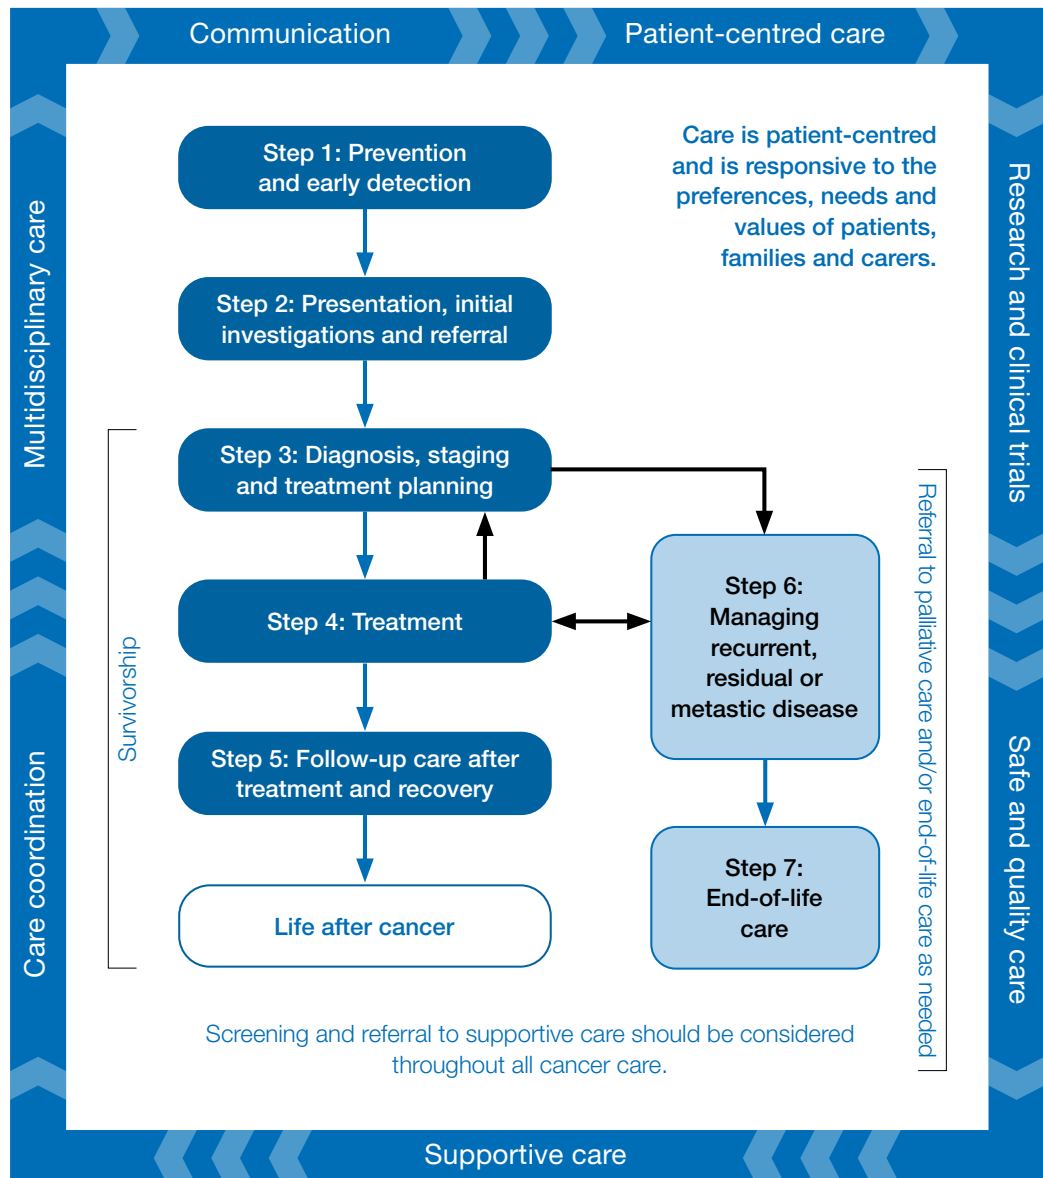 Communication
Patient-centred care
Care is patient-centred
and is responsive to the
preferences, needs and
values of patients,
families and carers.
Step 1: Prevention
and early detection
Step 2: Presentation, initial
investigations and referral
Step 3: Diagnosis, staging
and treatment planning
Step 4: Treatment
Step 5: Follow-up care after
treatment and recovery
Life after cancer
Step 6:
Managing
recurrent,
residual or
metastic disease
Step 7:
End-of-life
care
Survivorship
Referral to palliative care and/or end-of-life care as needed
Screening and referral to supportive care should be considered
throughout all cancer care.
Multidisciplinary care
Care coordination
Research and clinical trials
Safe and quality care
Supportive care